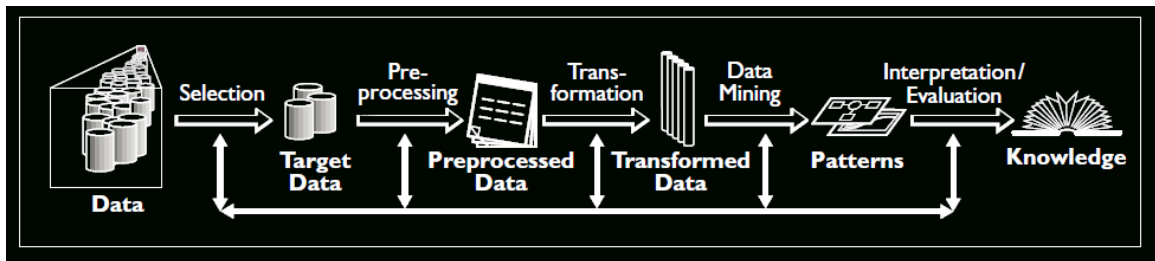 Data
Selection
Target
Data
Pre-
processing
Preprocessed
Data
Trans-
formation
Transformed
Data
Data
Mining
Patterns
Interpretation/
Evaluation
Knowledge